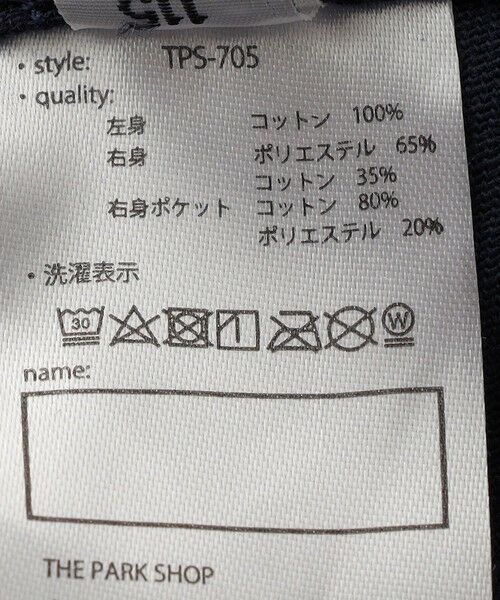 115
• style: TPS-705
• quality:
左身 コットン 100%
右身 ポリエステル 65%
コットン 35%
右身ポケット コットン 80%
ポリエステル 20%
• 洗濯表示
30 W
name:
THE PARK SHOP